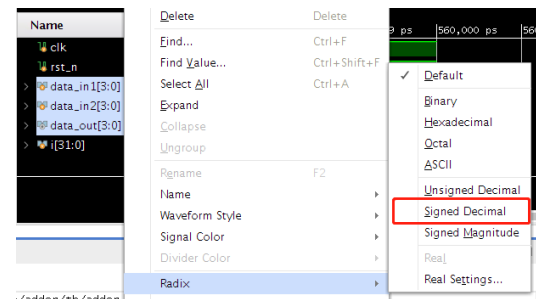 Name
clk
rst_n
data_in1[3:0]
data_in2[3:0]
data_out[3:0]
i[31:0]
Delete Delete
Find... Ctrl+F
Find Value... Ctrl+Shift+F
Select All Ctrl+A
Expand
Collapse
Ungroup
Rename F2
Name
Waveform Style
Signal Color
Divider Color
Radix
ps 560,000 ps 56
Default
Binary
Hexadecimal
Octal
ASCII
Unsigned Decimal
Signed Decimal
Signed Magnitude
Real
Real Settings...